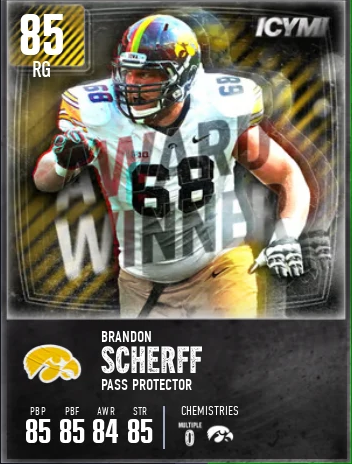 85
RG
ICYMI
68
68
AWARD
WINNER
68
BRANDON
SCHERFF
PASS PROTECTOR
PBP PBF AWR STR CHEMISTRIES
85 85 84 85 MULTIPLE
0